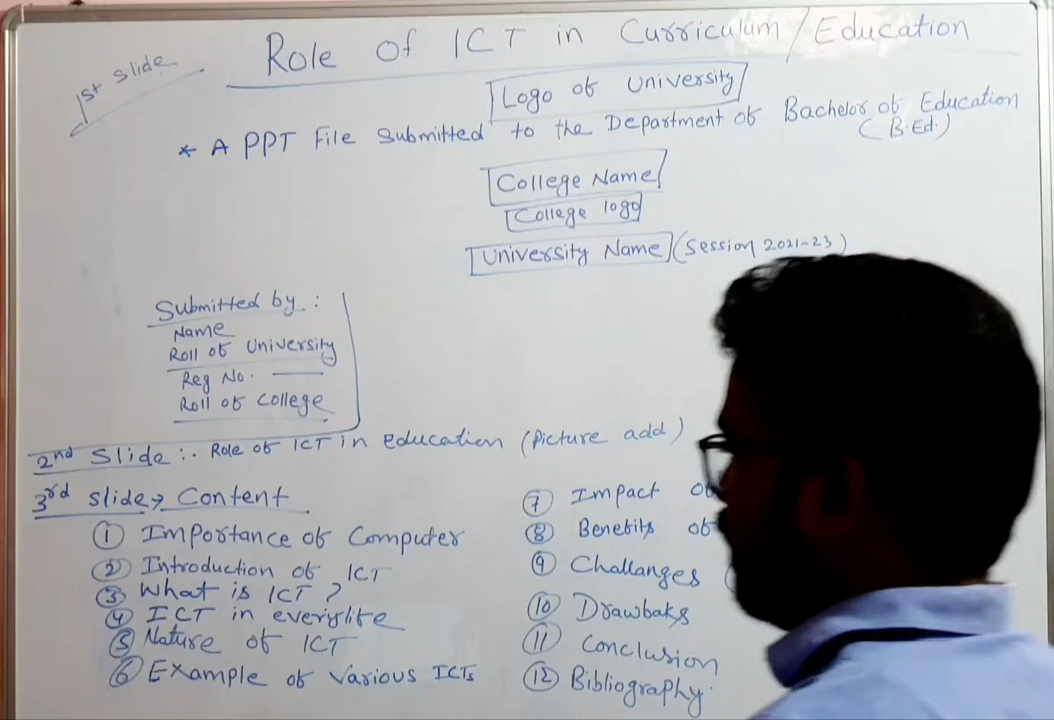 Role of ICT in Curriculum/Education
1st slide
Logo of University
* A PPT File Submitted to the Department of Bachelor of Education
(B.Ed.)
College Name
College logo
University Name (Session 2021-23)
Submitted by :
Name
Roll of University
Reg No.
Roll of College
2nd Slide :- Role of ICT in education (Picture add)
3rd slide → Content
① Importance of Computer
② Introduction of ICT
③ What is ICT ?
④ ICT in everylife
⑤ Nature of ICT
⑥ Example of Various ICTs
⑦ Impact of
⑧ Benefits of
⑨ Challanges
⑩ Drawbaks
⑪ Conclusion
⑫ Bibliography